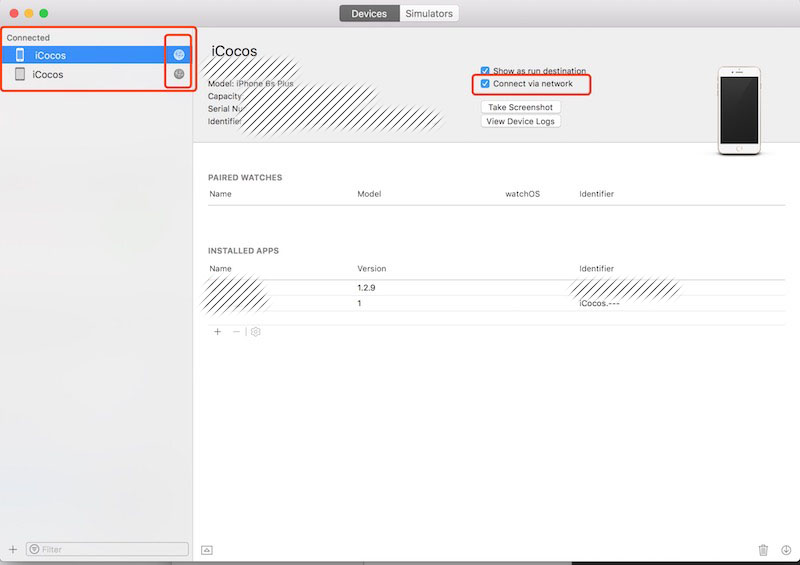 Devices Simulators
Connected
iCocos
iCocos
iCocos
Model: iPhone 6s Plus
Capacity
Serial Nu
Identifier
Show as run destination
Connect via network
Take Screenshot
View Device Logs
PAIRED WATCHES
Name Model watchOS Identifier
INSTALLED APPS
Name Version Identifier
1.2.9
1 iCocos.---
Filter